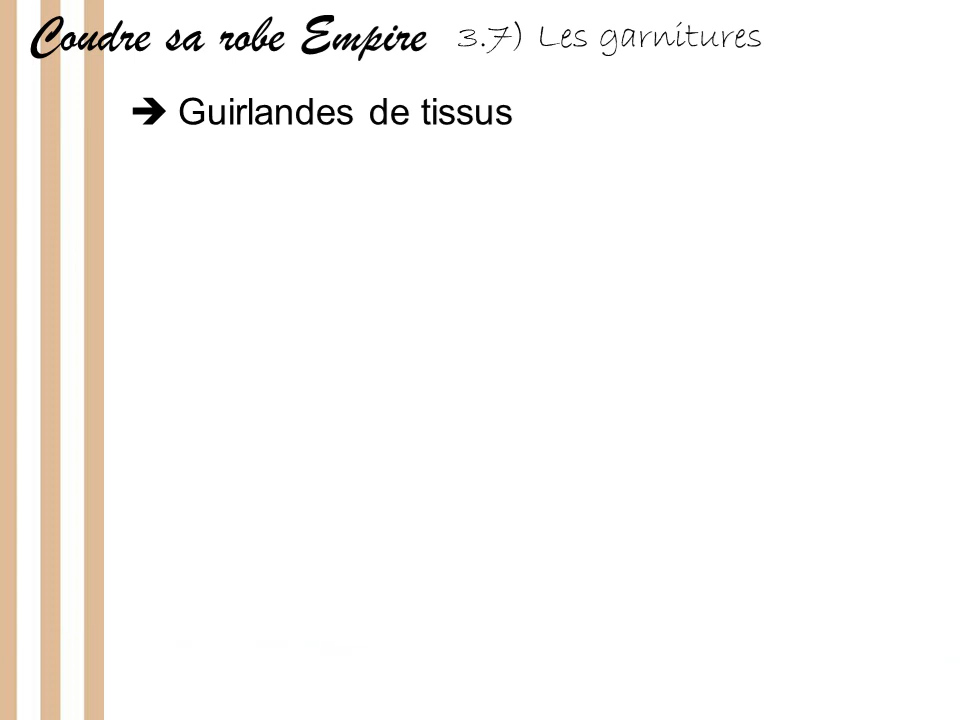 Coudre sa robe Empire 3.7) Les garnitures
🡺 Guirlandes de tissus